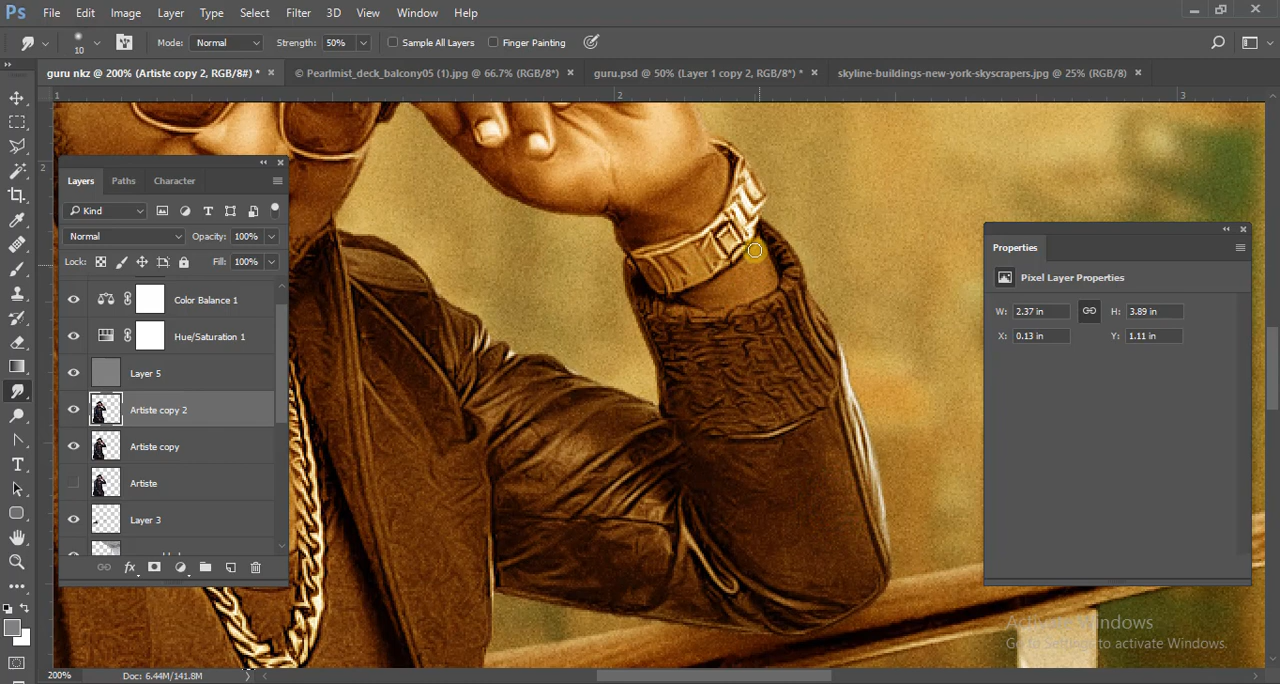 Ps File Edit Image Layer Type Select Filter 3D View Window Help
10 Mode: Normal Strength: 50% Sample All Layers Finger Painting
guru nkz @ 200% (Artiste copy 2, RGB/8#) * × © Pearlmist_deck_balcony05 (1).jpg @ 66.7% (RGB/8*) × guru.psd @ 50% (Layer 1 copy 2, RGB/8*) * × skyline-buildings-new-york-skyscrapers.jpg @ 25% (RGB/8) ×
1 2 3
2
Layers Paths Character
Kind
Normal Opacity: 100%
Lock: Fill: 100%
Color Balance 1
Hue/Saturation 1
Layer 5
Artiste copy 2
Artiste copy
Artiste
Layer 3
Properties
Pixel Layer Properties
W: 2.37 in H: 3.89 in
X: 0.13 in Y: 1.11 in
Activate Windows
Go to Settings to activate Windows.
200% Doc: 6.44M/141.8M